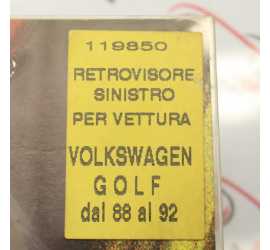 119850
RETROVISORE
SINISTRO
PER VETTURA
VOLKSWAGEN
GOLF
dal 88 al 92